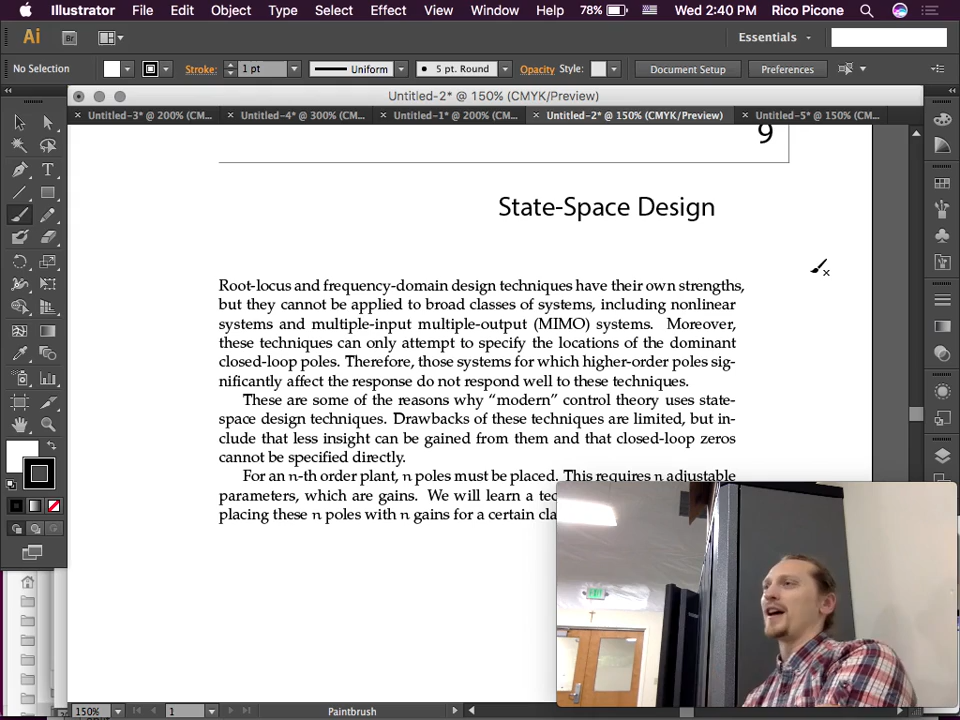 Illustrator File Edit Object Type Select Effect View Window Help 78% Wed 2:40 PM Rico Picone
Ai Br Essentials
No Selection Stroke: 1 pt Uniform 5 pt. Round Opacity Style: Document Setup Preferences
Untitled-2* @ 150% (CMYK/Preview)
Untitled-3* @ 200% (CM... Untitled-4* @ 300% (CM... Untitled-1* @ 200% (CM... Untitled-2* @ 150% (CMYK/Preview) Untitled-5* @ 150% (CM...
9
State-Space Design
Root-locus and frequency-domain design techniques have their own strengths,
but they cannot be applied to broad classes of systems, including nonlinear
systems and multiple-input multiple-output (MIMO) systems. Moreover,
these techniques can only attempt to specify the locations of the dominant
closed-loop poles. Therefore, those systems for which higher-order poles sig-
nificantly affect the response do not respond well to these techniques.
These are some of the reasons why “modern” control theory uses state-
space design techniques. Drawbacks of these techniques are limited, but in-
clude that less insight can be gained from them and that closed-loop zeros
cannot be specified directly.
For an n-th order plant, n poles must be placed. This requires n adjustable
parameters, which are gains. We will learn a
placing these n poles with n gains for a certain
EXIT
150% 1 Paintbrush